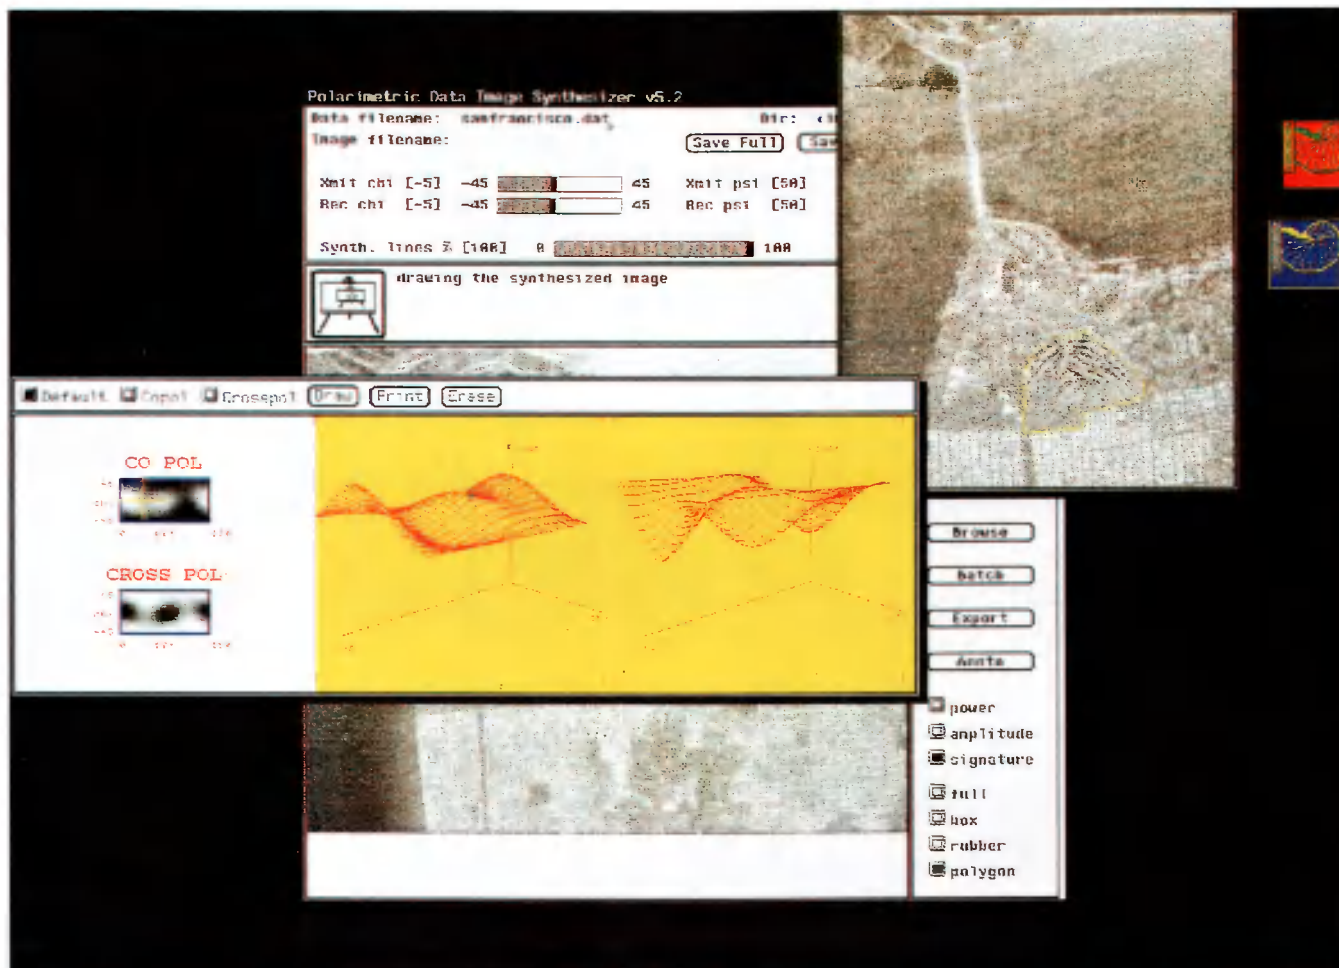 Polarimetric Data Image Synthesizer v5.2
Data filename: sanfrancisco.dat Dir:
Image filename: Save Full
Xmit chi [-5] -45 45 Xmit psi [50]
Rec chi [-5] -45 45 Rec psi [50]
Synth. lines % [100] 0 100
drawing the synthesized image
Default Copol Crosspol Draw Print Erase
CO POL
CROSS POL
Browse
Batch
Export
power
amplitude
signature
full
box
rubber
polygon